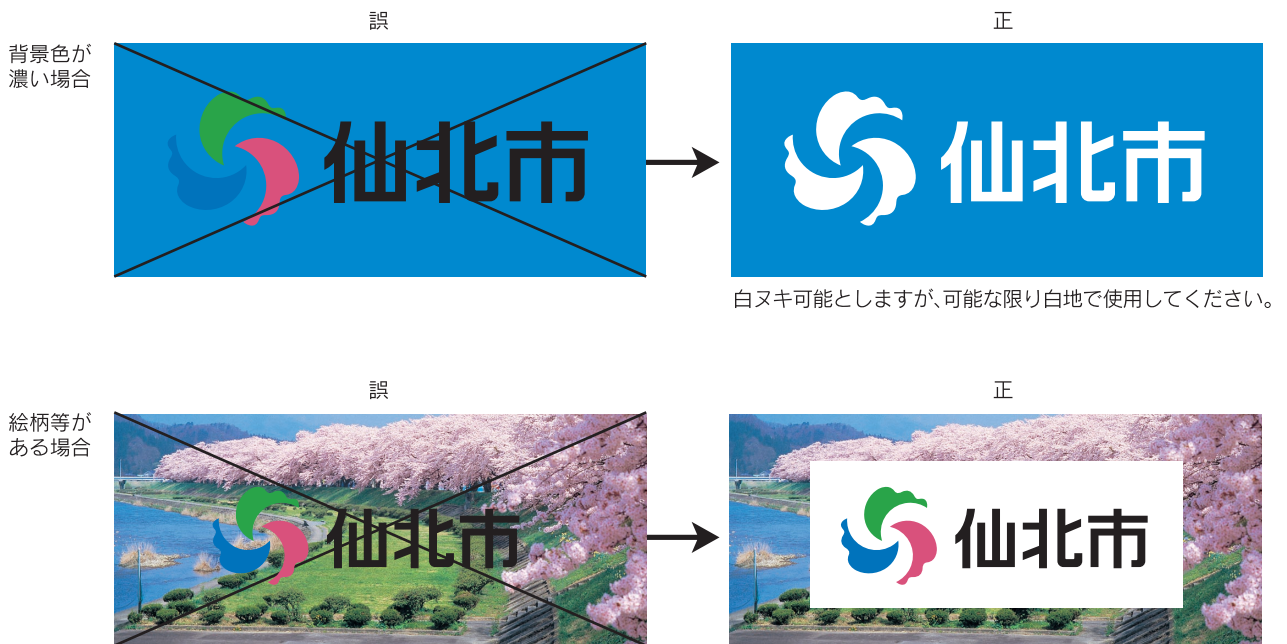 誤
正
背景色が
濃い場合
仙北市
仙北市
白ヌキ可能としますが、可能な限り白地で使用してください。
誤
正
絵柄等が
ある場合
仙北市
仙北市